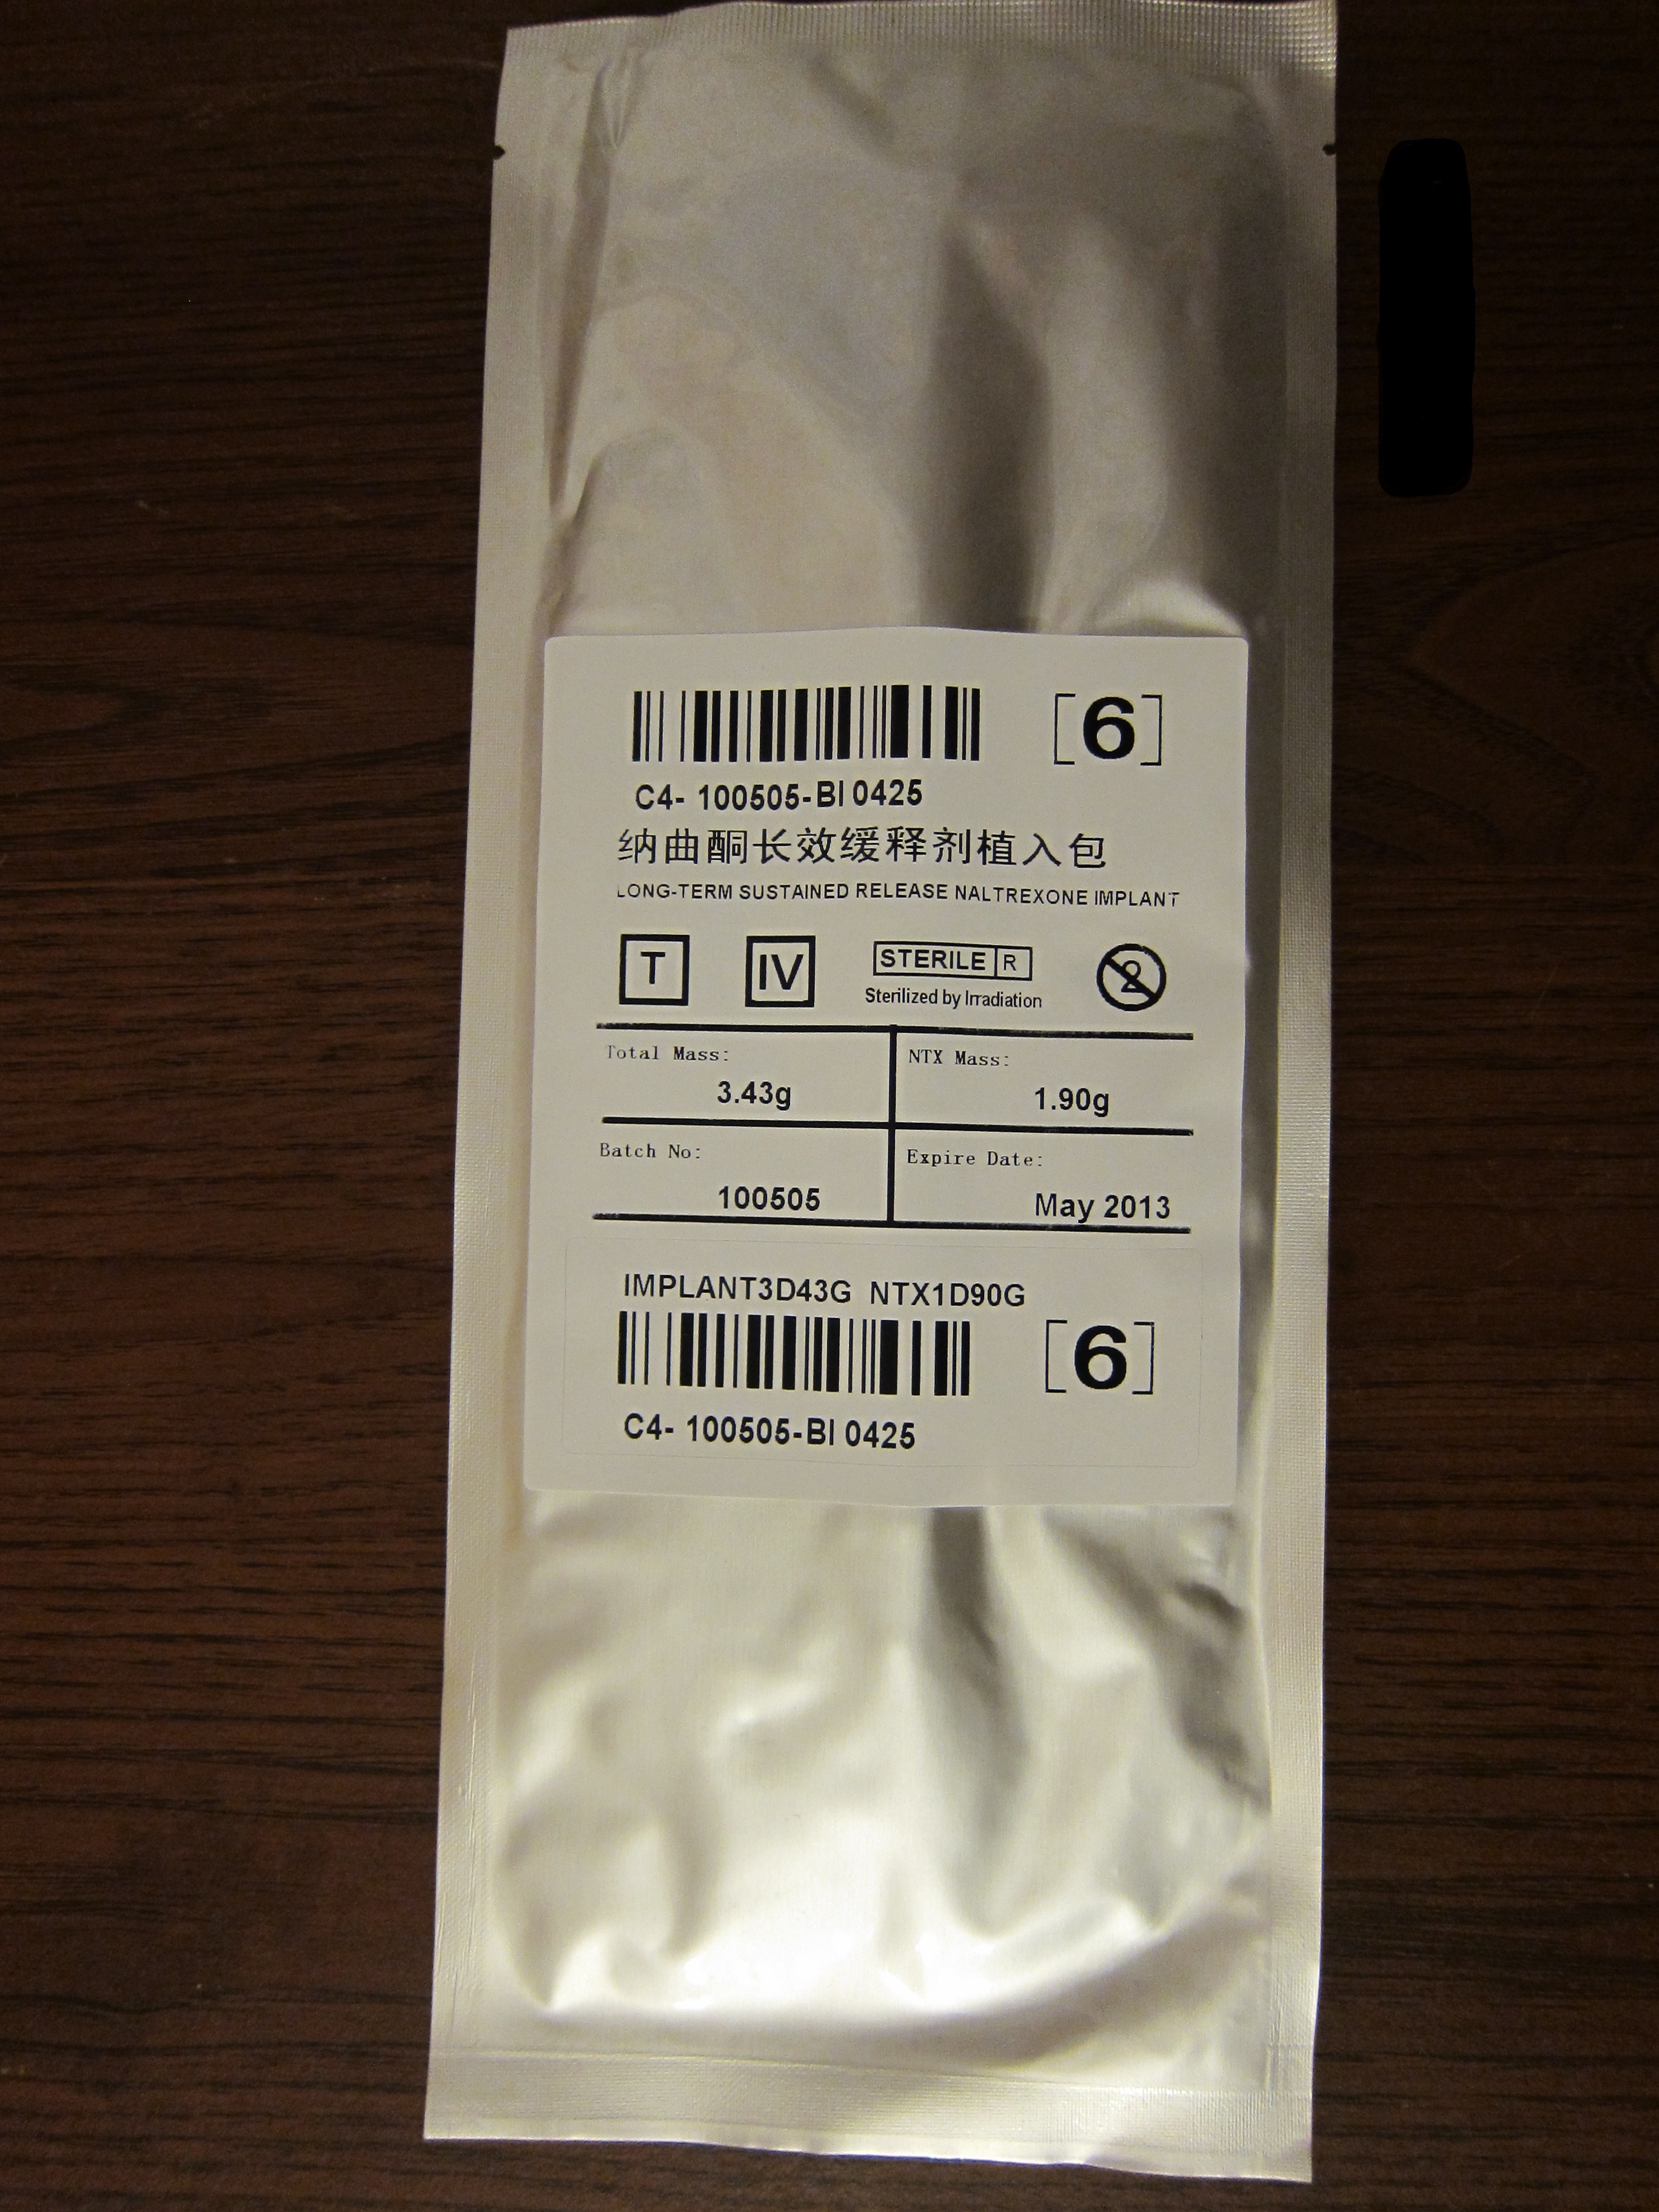 [6]
C4- 100505-BI 0425
纳曲酮长效缓释剂植入包
LONG-TERM SUSTAINED RELEASE NALTREXONE IMPLANT
T IV STERILE R 2
Sterilized by Irradiation
Total Mass: NTX Mass:
3.43g 1.90g
Batch No: Expire Date:
100505 May 2013
IMPLANT3D43G NTX1D90G
[6]
C4- 100505-BI 0425